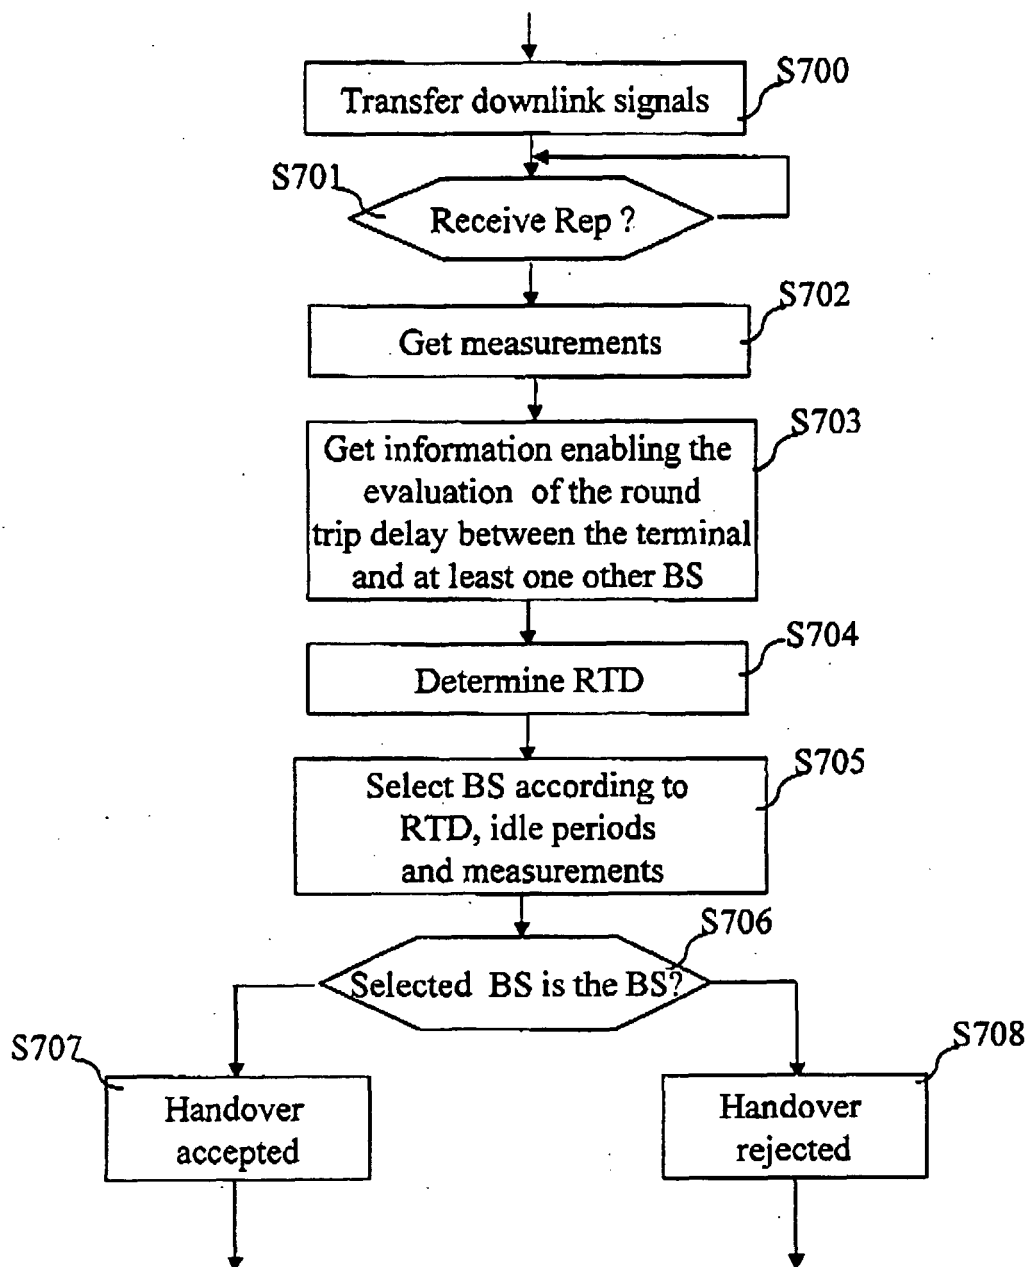 S700
Transfer downlink signals
S701
Receive Rep ?
S702
Get measurements
S703
Get information enabling the
evaluation of the round
trip delay between the terminal
and at least one other BS
S704
Determine RTD
S705
Select BS according to
RTD, idle periods
and measurements
S706
Selected BS is the BS?
S707
Handover
accepted
S708
Handover
rejected